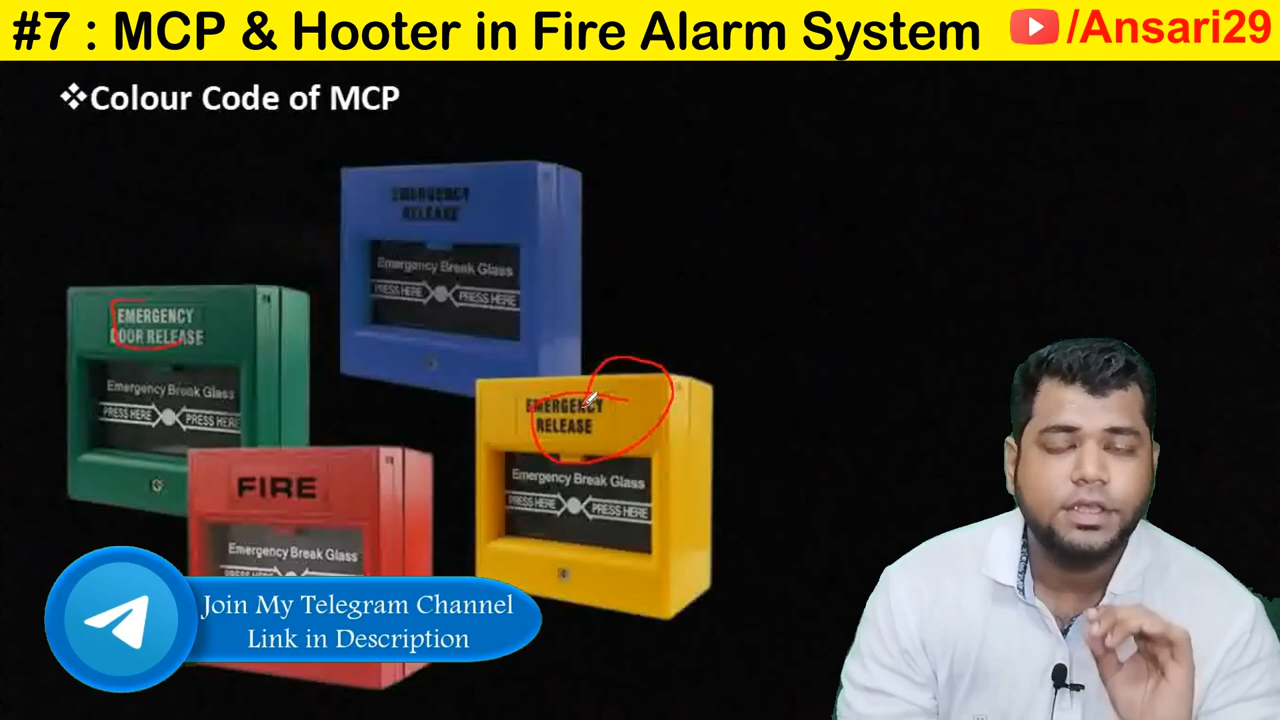 #7 : MCP & Hooter in Fire Alarm System
/Ansari29
❖Colour Code of MCP
EMERGENCY
RELEASE
Emergency Break Glass
PRESS HERE PRESS HERE
EMERGENCY
DOOR RELEASE
Emergency Break Glass
PRESS HERE PRESS HERE
EMERGENCY
RELEASE
Emergency Break Glass
PRESS HERE PRESS HERE
FIRE
Emergency Break Glass
Join My Telegram Channel
Link in Description